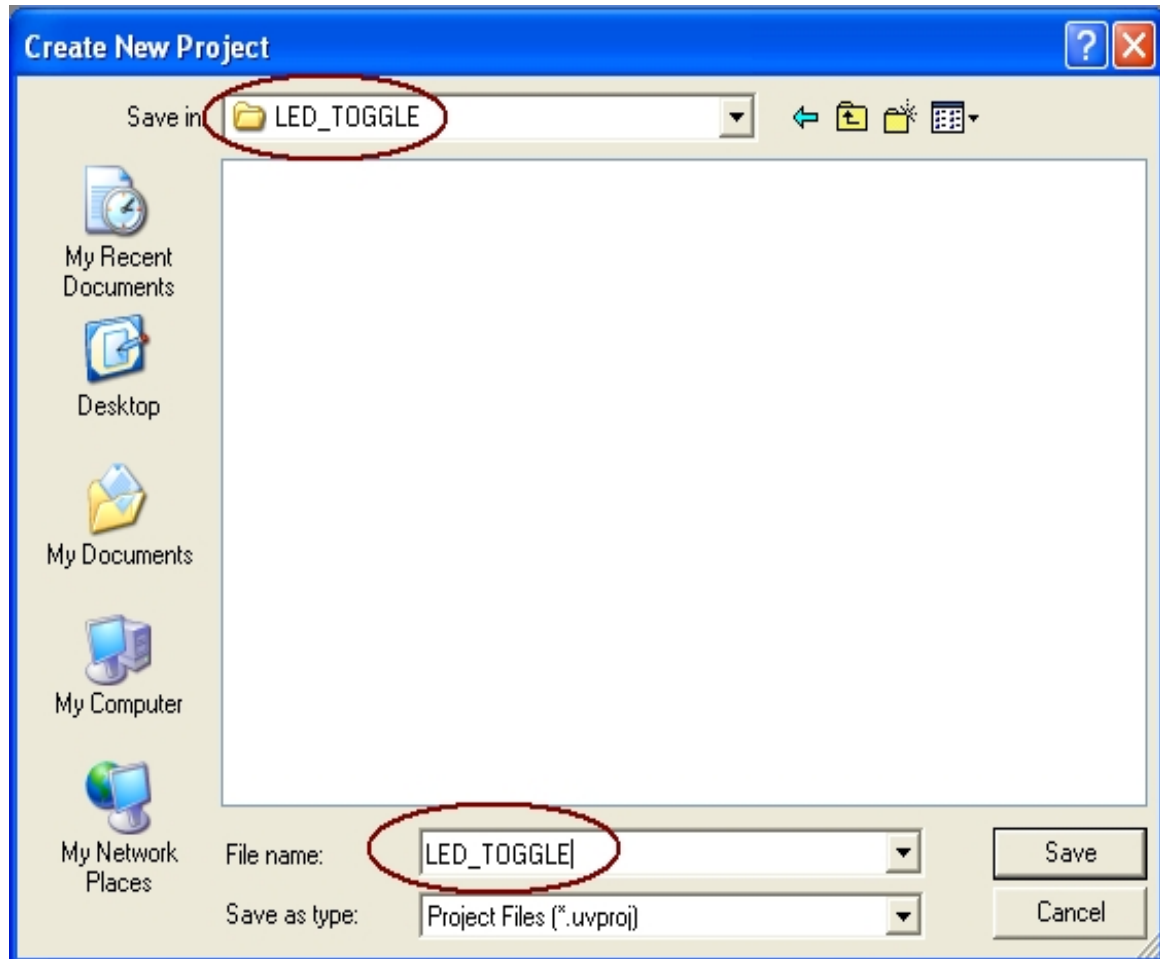 Create New Project
?
Save in
LED_TOGGLE
My Recent
Documents
Desktop
My Documents
My Computer
My Network
Places
File name:
LED_TOGGLE
Save
Save as type:
Project Files (*.uvproj)
Cancel